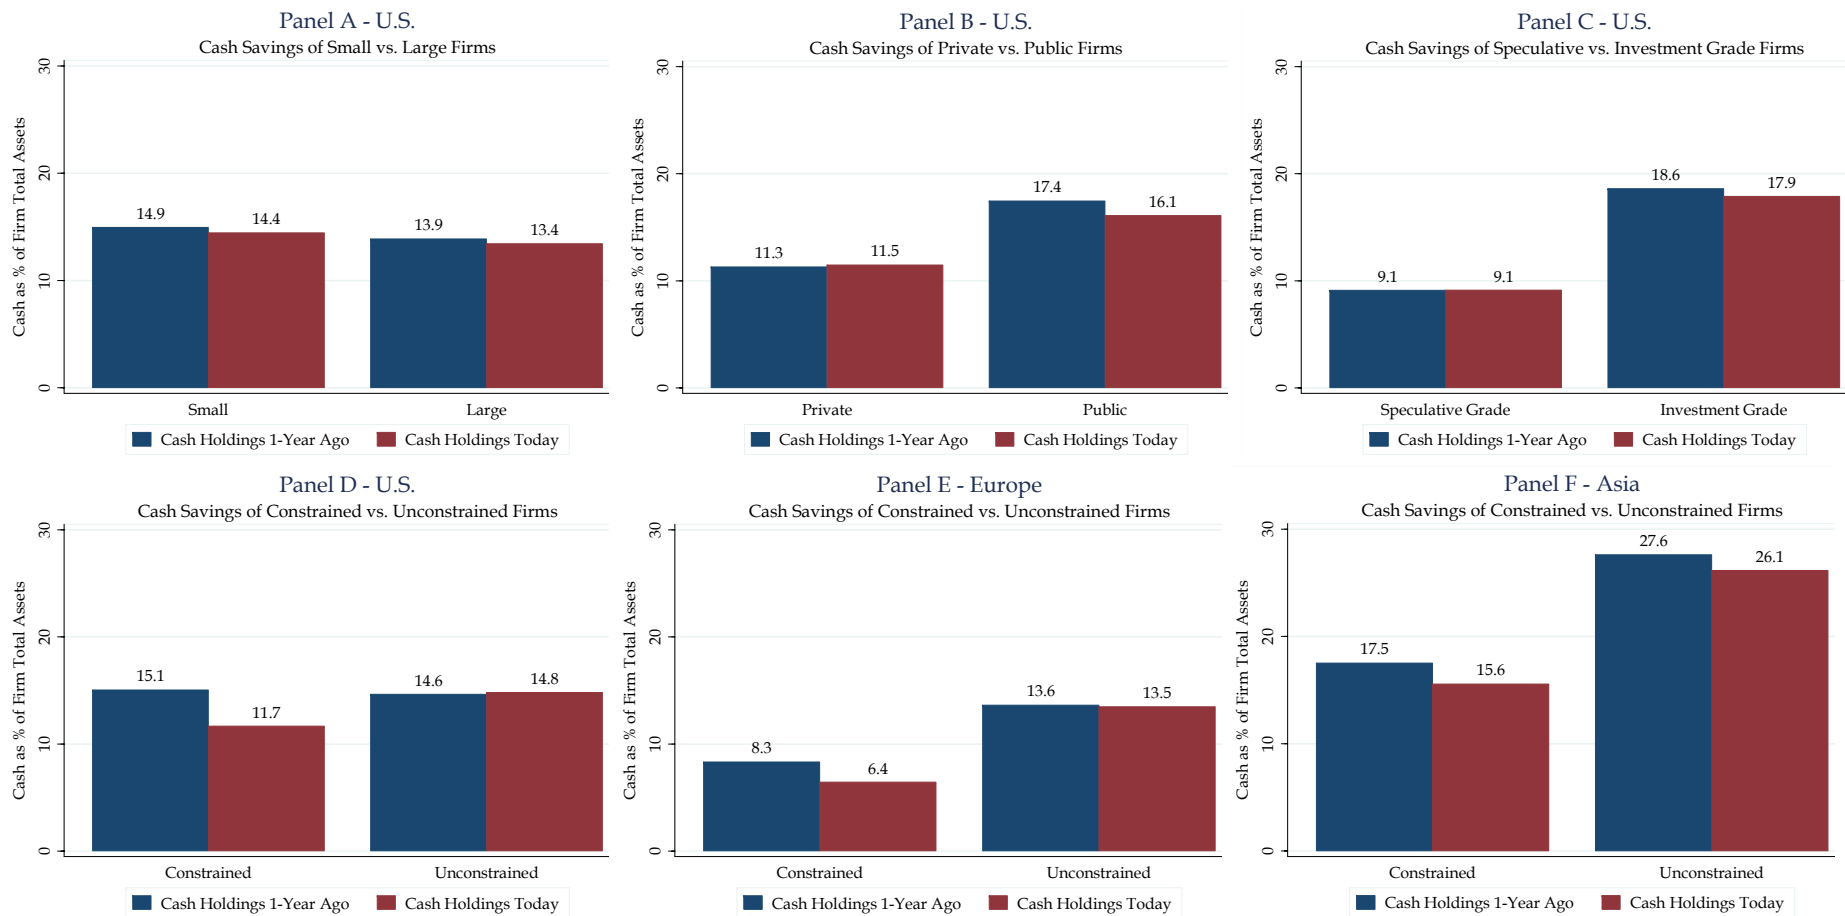 Panel A - U.S.
Cash Savings of Small vs. Large Firms
Cash as % of Firm Total Assets
30
20
10
0
14.9
14.4
13.9
13.4
Small
Large
Cash Holdings 1-Year Ago
Cash Holdings Today
Panel B - U.S.
Cash Savings of Private vs. Public Firms
Cash as % of Firm Total Assets
30
20
10
0
11.3
11.5
17.4
16.1
Private
Public
Cash Holdings 1-Year Ago
Cash Holdings Today
Panel C - U.S.
Cash Savings of Speculative vs. Investment Grade Firms
Cash as % of Firm Total Assets
30
20
10
0
9.1
9.1
18.6
17.9
Speculative Grade
Investment Grade
Cash Holdings 1-Year Ago
Cash Holdings Today
Panel D - U.S.
Cash Savings of Constrained vs. Unconstrained Firms
Cash as % of Firm Total Assets
30
20
10
0
15.1
11.7
14.6
14.8
Constrained
Unconstrained
Cash Holdings 1-Year Ago
Cash Holdings Today
Panel E - Europe
Cash Savings of Constrained vs. Unconstrained Firms
Cash as % of Firm Total Assets
30
20
10
0
8.3
6.4
13.6
13.5
Constrained
Unconstrained
Cash Holdings 1-Year Ago
Cash Holdings Today
Panel F - Asia
Cash Savings of Constrained vs. Unconstrained Firms
Cash as % of Firm Total Assets
30
20
10
0
17.5
15.6
27.6
26.1
Constrained
Unconstrained
Cash Holdings 1-Year Ago
Cash Holdings Today